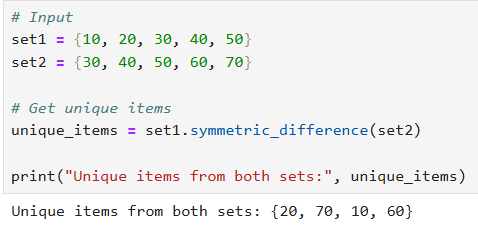 # Input
set1 = {10, 20, 30, 40, 50}
set2 = {30, 40, 50, 60, 70}
# Get unique items
unique_items = set1.symmetric_difference(set2)
print("Unique items from both sets:", unique_items)
Unique items from both sets: {20, 70, 10, 60}